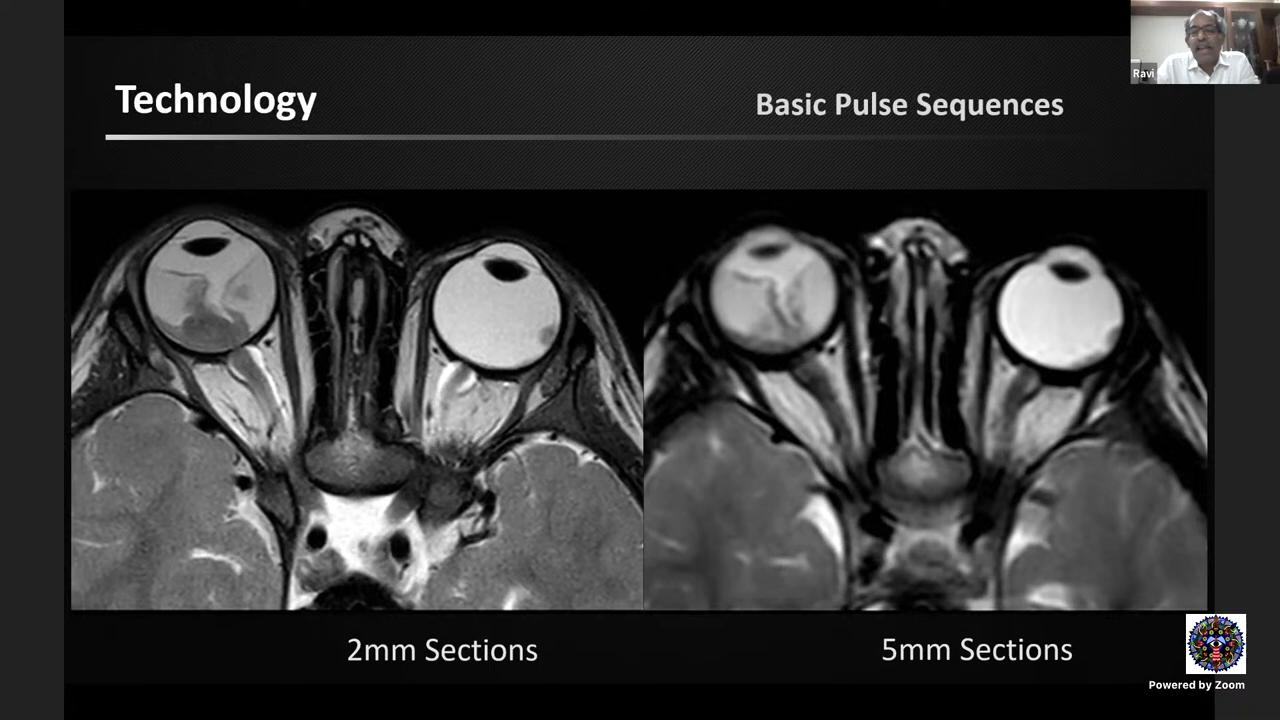 Technology
Basic Pulse Sequences
Ravi
2mm Sections
5mm Sections
Powered by Zoom